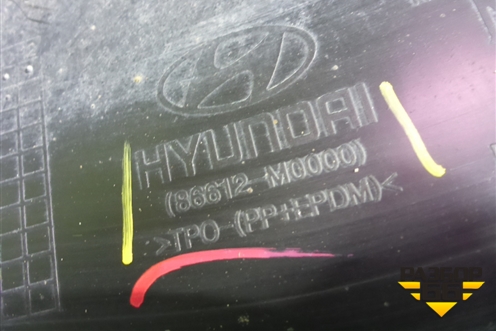 HYUNDAI
(86612-M0000)
>TPO-(PP+EPDM)<